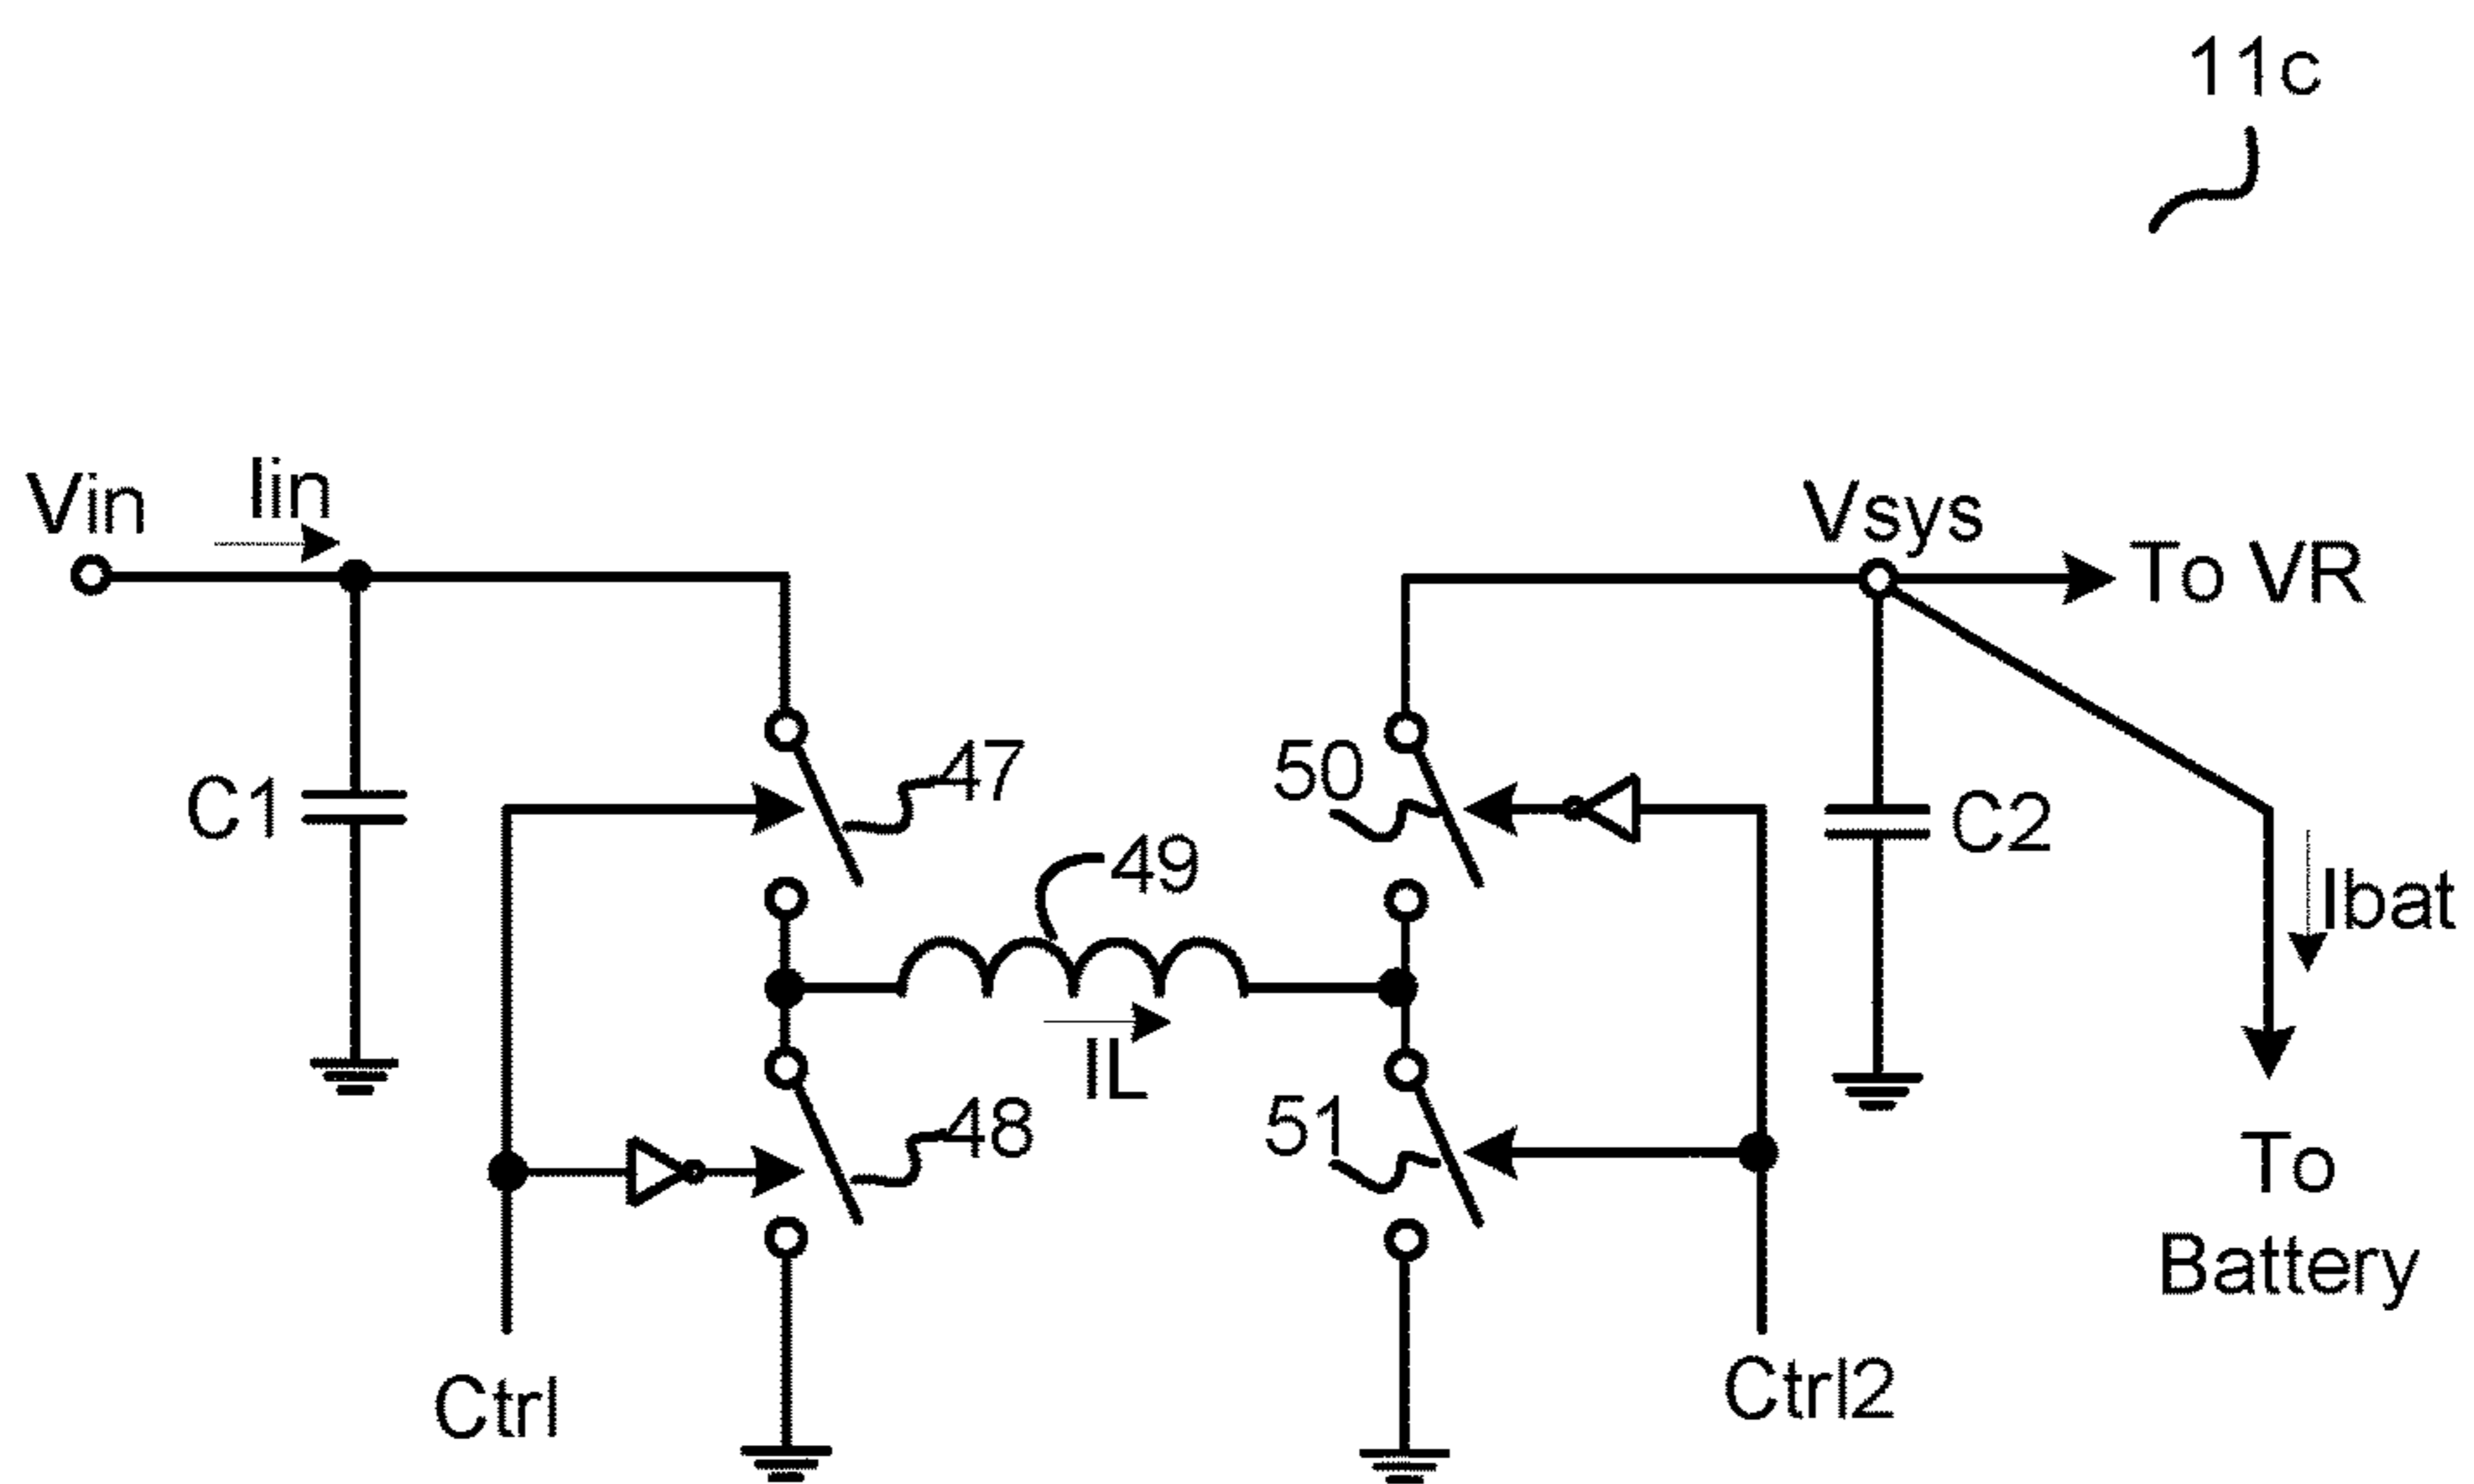 11c
Vin
Iin
Vsys
To VR
C1
47
50
C2
49
Ibat
IL
48
51
To
Battery
Ctrl
Ctrl2